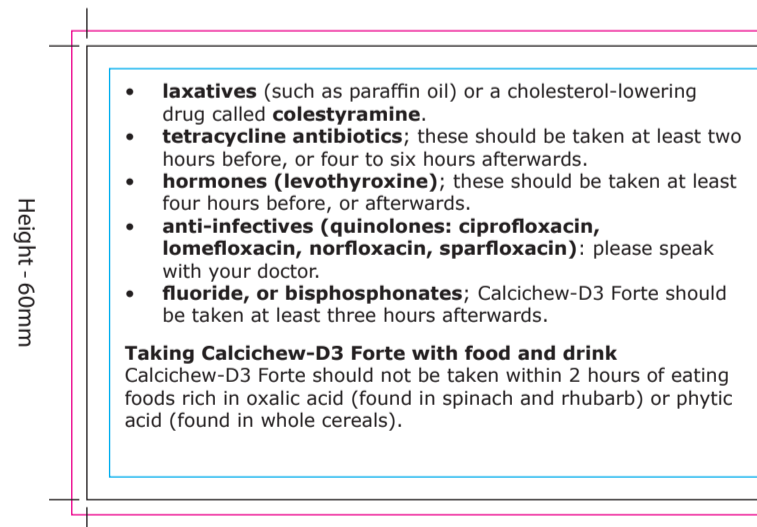 Height - 60mm
• laxatives (such as paraffin oil) or a cholesterol-lowering
drug called colestyramine.
• tetracycline antibiotics; these should be taken at least two
hours before, or four to six hours afterwards.
• hormones (levothyroxine); these should be taken at least
four hours before, or afterwards.
• anti-infectives (quinolones: ciprofloxacin,
lomefloxacin, norfloxacin, sparfloxacin): please speak
with your doctor.
• fluoride, or bisphosphonates; Calcichew-D3 Forte should
be taken at least three hours afterwards.
Taking Calcichew-D3 Forte with food and drink
Calcichew-D3 Forte should not be taken within 2 hours of eating
foods rich in oxalic acid (found in spinach and rhubarb) or phytic
acid (found in whole cereals).